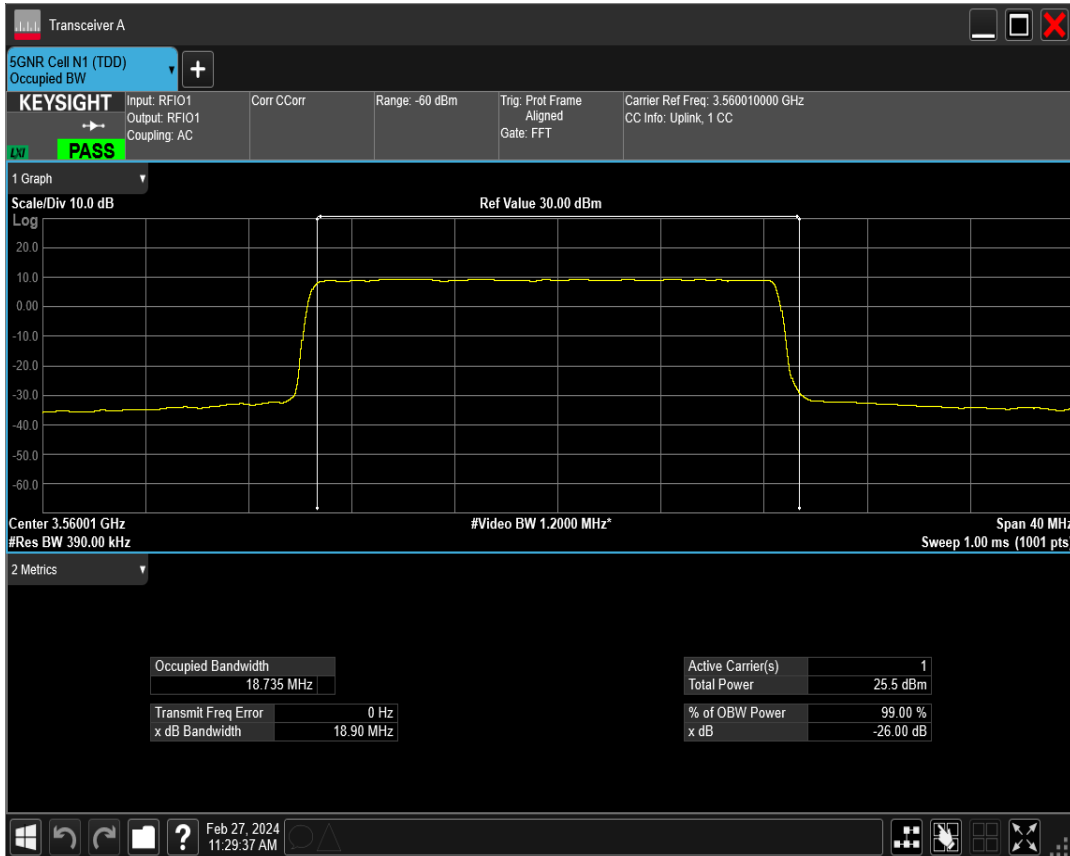 Transceiver A
5GNR Cell N1 (TDD)
Occupied BW
+
KEYSIGHT
LXI
PASS
Input: RFIO1
Output: RFIO1
Coupling: AC
Corr CCorr
Range: -60 dBm
Trig: Prot Frame
Aligned
Gate: FFT
Carrier Ref Freq: 3.560010000 GHz
CC Info: Uplink, 1 CC
1 Graph
Scale/Div 10.0 dB
Ref Value 30.00 dBm
Log
20.0
10.0
0.00
-10.0
-20.0
-30.0
-40.0
-50.0
-60.0
Center 3.56001 GHz
#Video BW 1.2000 MHz*
Span 40 MHz
#Res BW 390.00 kHz
Sweep 1.00 ms (1001 pts)
2 Metrics
Occupied Bandwidth
18.735 MHz
Transmit Freq Error 0 Hz
x dB Bandwidth 18.90 MHz
Active Carrier(s) 1
Total Power 25.5 dBm
% of OBW Power 99.00 %
x dB -26.00 dB
?
Feb 27, 2024
11:29:37 AM